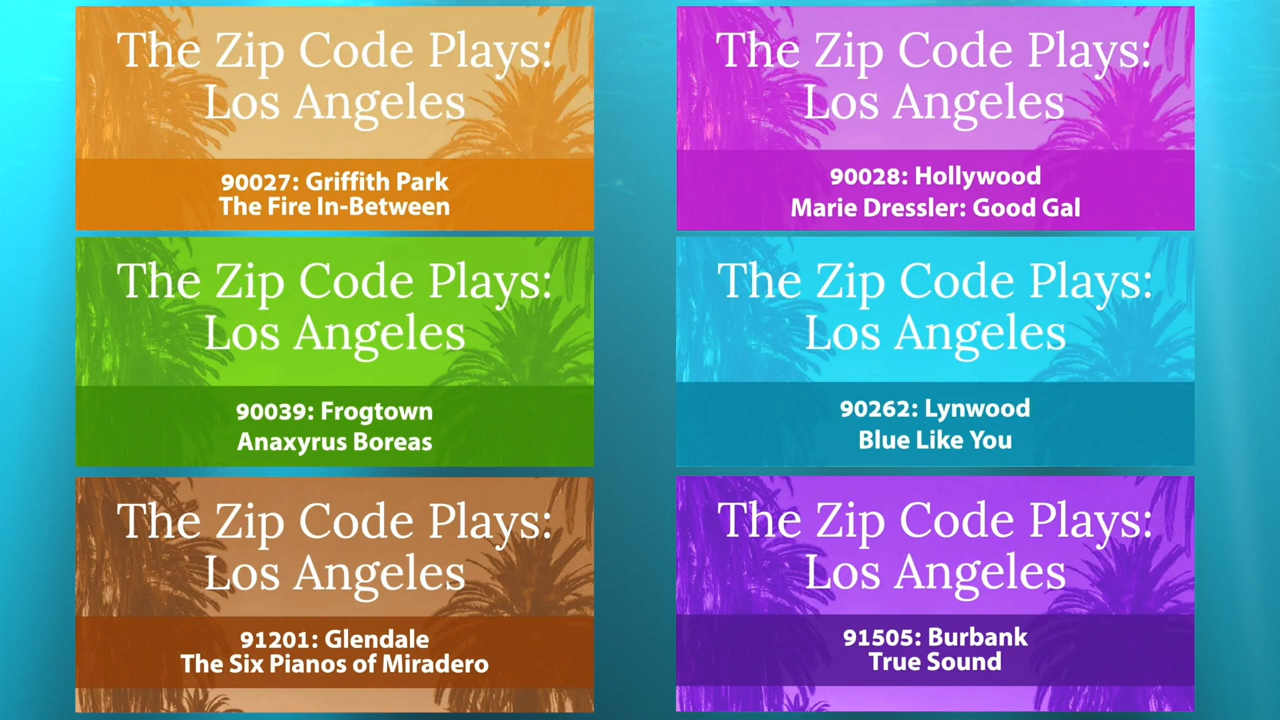 The Zip Code Plays:
Los Angeles
90027: Griffith Park
The Fire In-Between
The Zip Code Plays:
Los Angeles
90028: Hollywood
Marie Dressler: Good Gal
The Zip Code Plays:
Los Angeles
90039: Frogtown
Anaxyrus Boreas
The Zip Code Plays:
Los Angeles
90262: Lynwood
Blue Like You
The Zip Code Plays:
Los Angeles
91201: Glendale
The Six Pianos of Miradero
The Zip Code Plays:
Los Angeles
91505: Burbank
True Sound